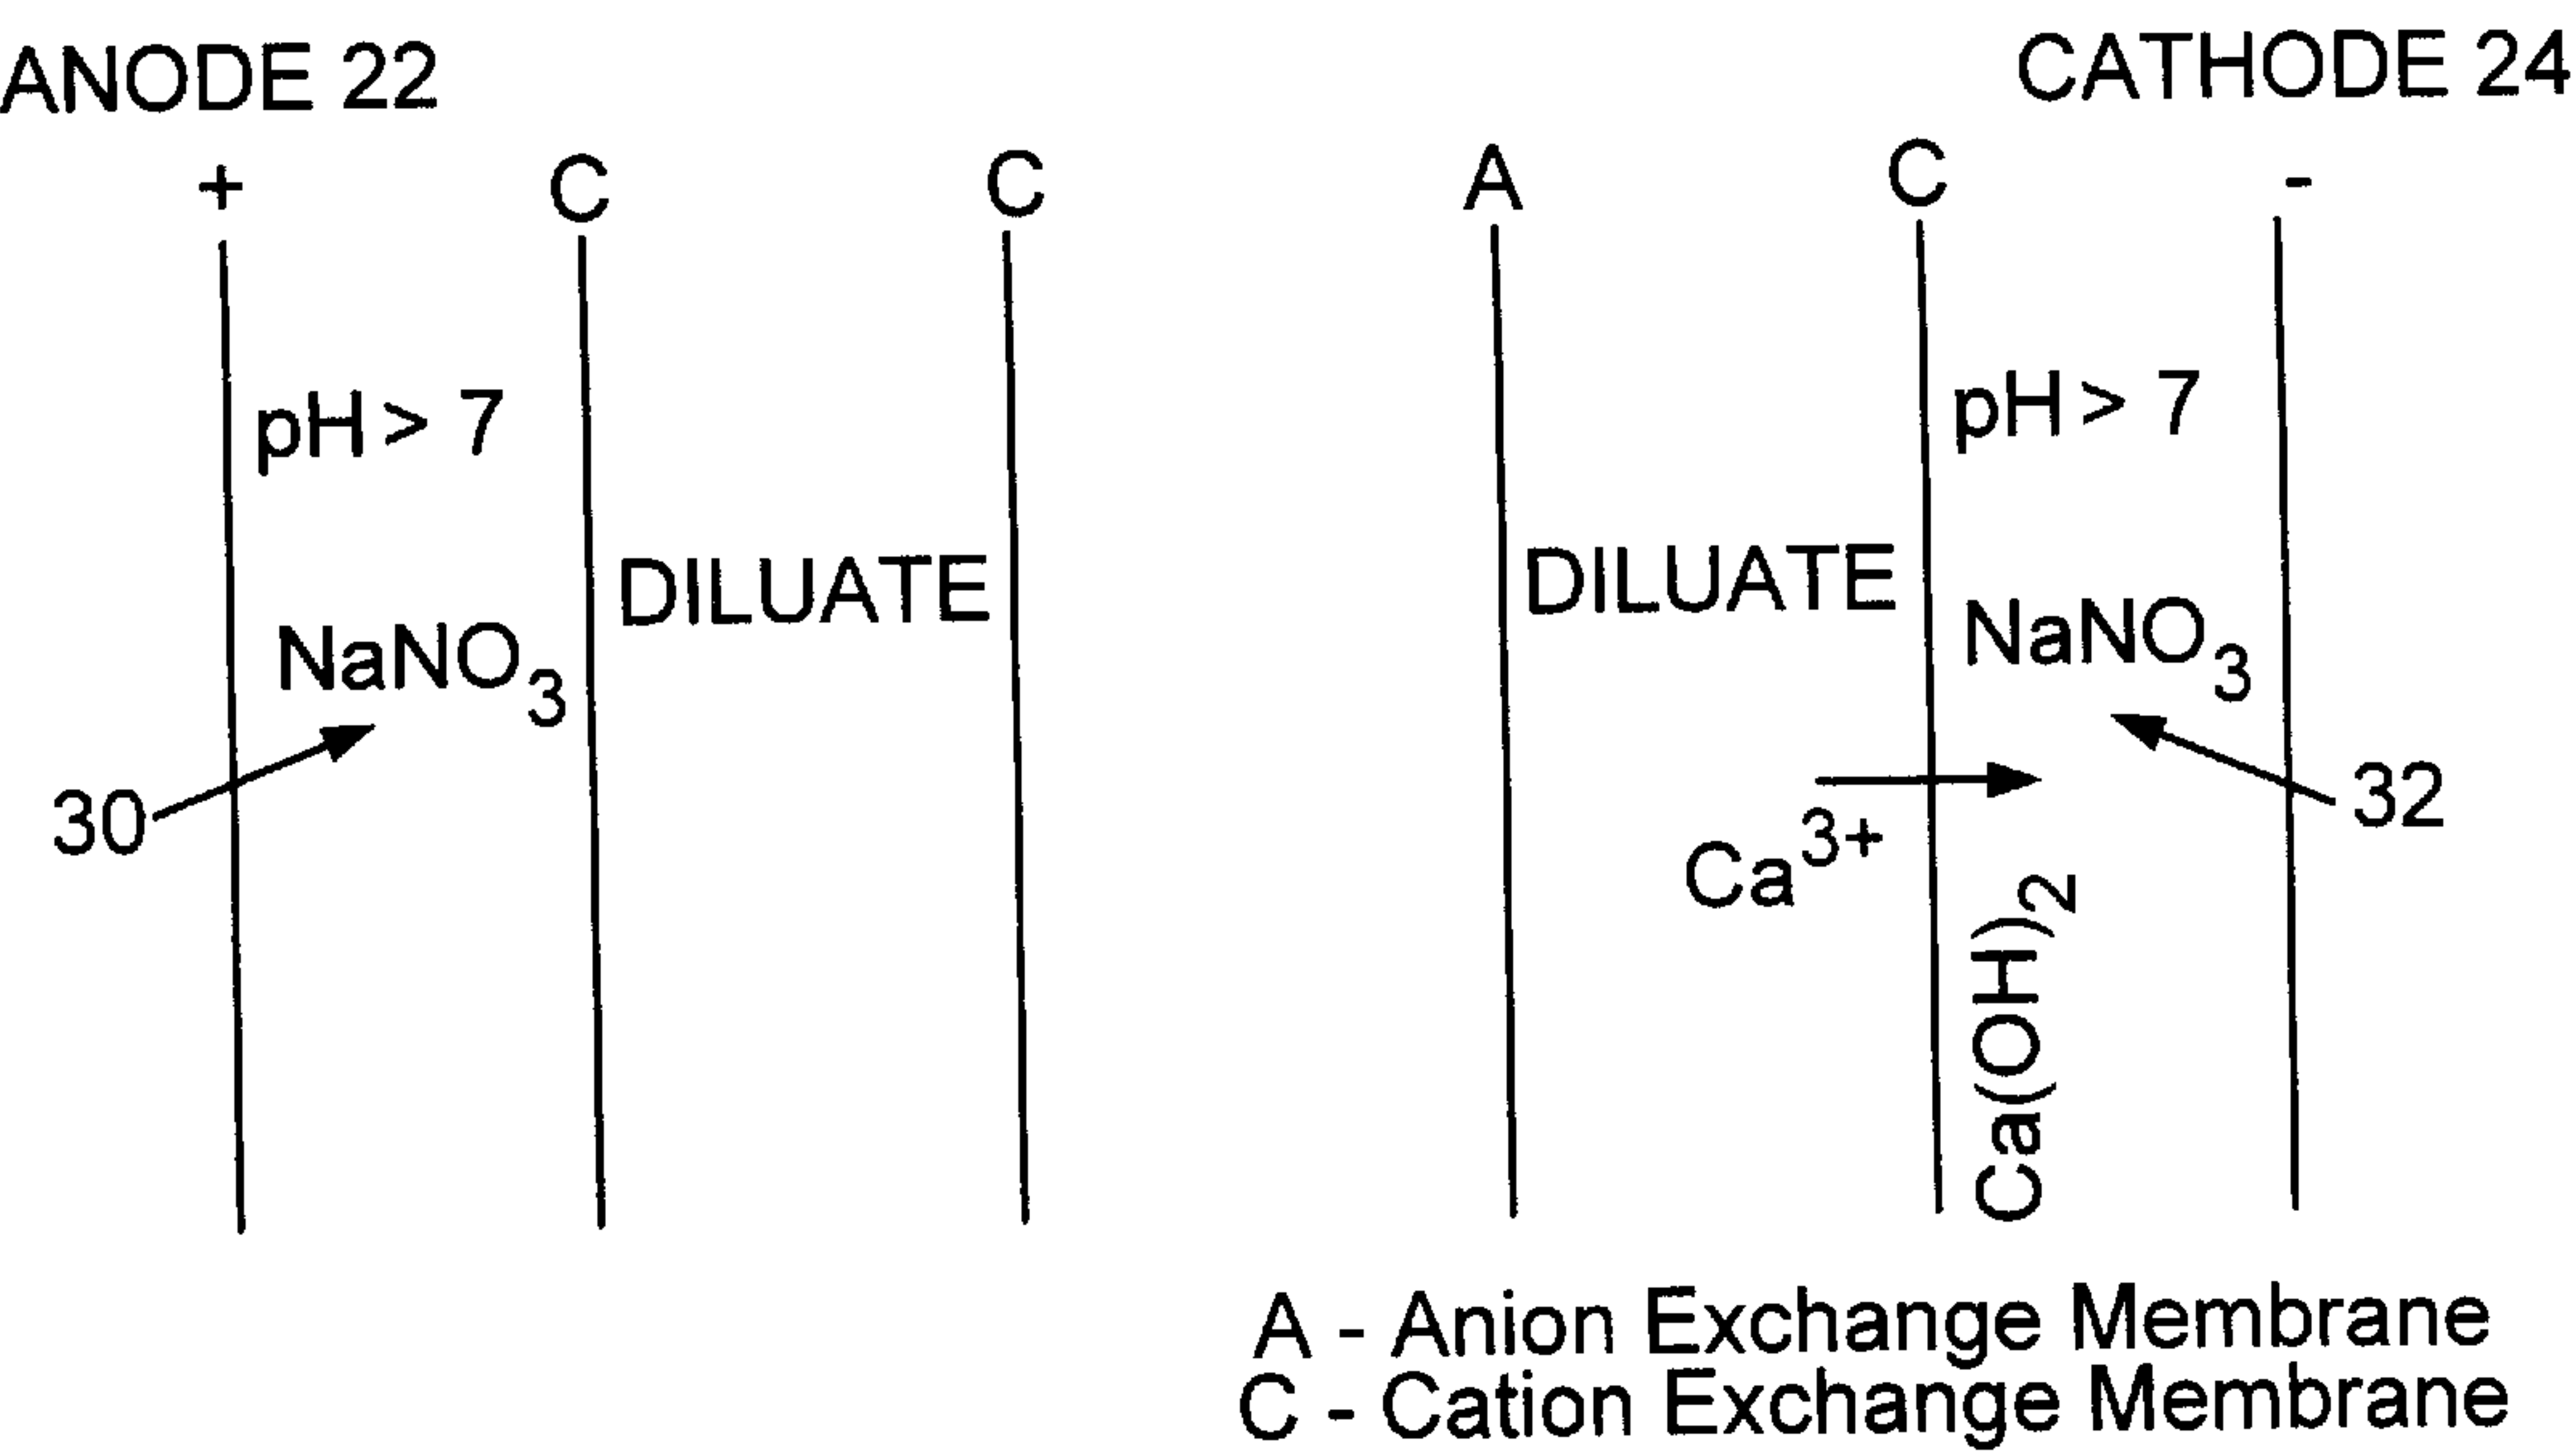 ANODE 22
CATHODE 24
+
C
C
A
C
-
pH > 7
pH > 7
DILUATE
DILUATE
NaNO3
NaNO3
30
32
Ca3+
Ca(OH)2
A - Anion Exchange Membrane
C - Cation Exchange Membrane